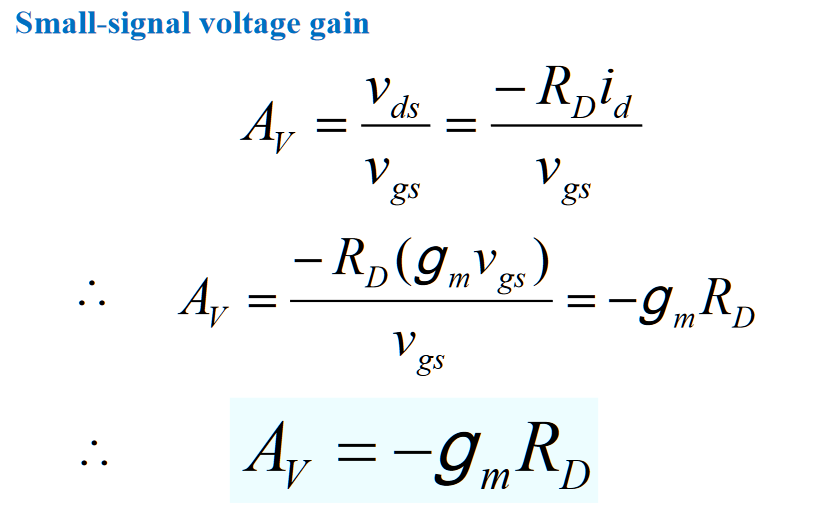 Small-signal voltage gain
A_V = v_ds / v_gs = −R_D i_d / v_gs
∴ A_V = −R_D (g_m v_gs) / v_gs = −g_m R_D
∴ A_V = −g_m R_D